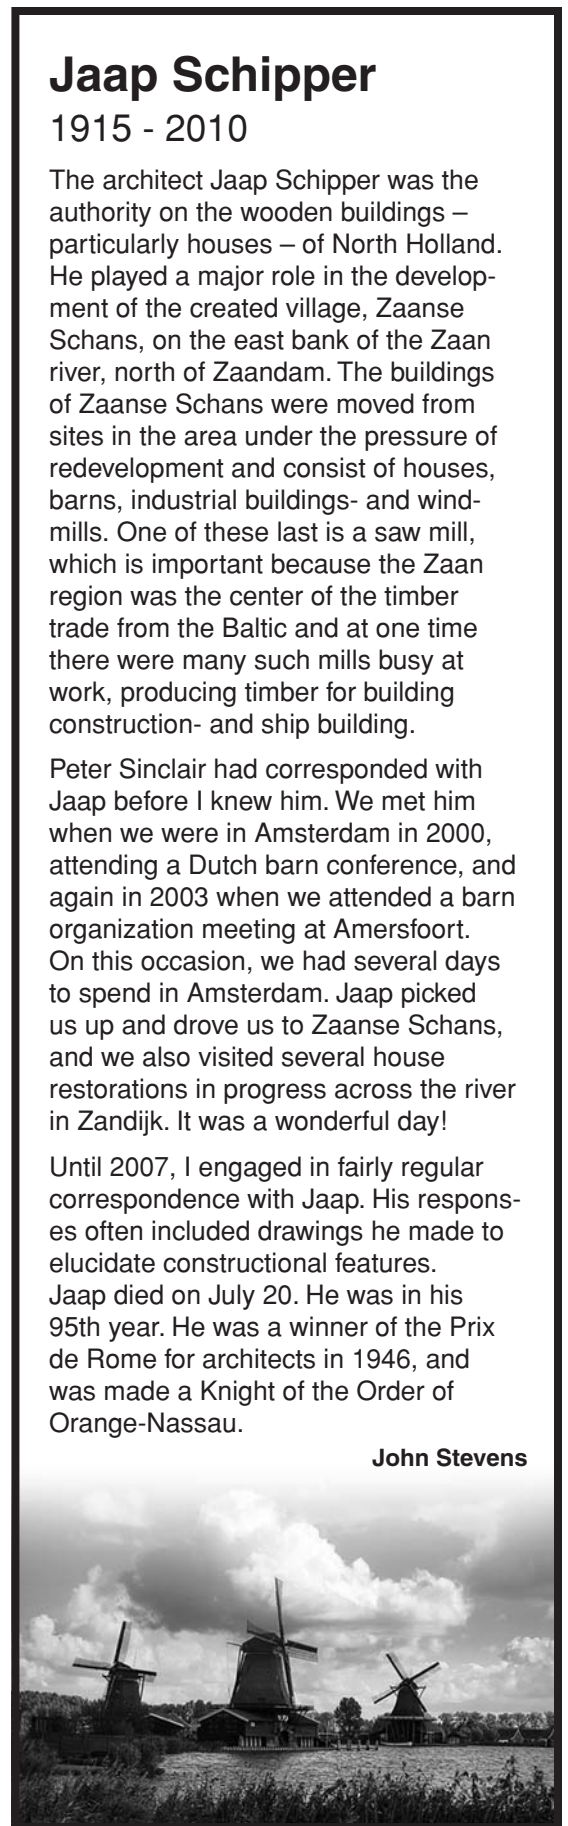 Jaap Schipper
1915 - 2010
The architect Jaap Schipper was the
authority on the wooden buildings –
particularly houses – of North Holland.
He played a major role in the develop-
ment of the created village, Zaanse
Schans, on the east bank of the Zaan
river, north of Zaandam. The buildings
of Zaanse Schans were moved from
sites in the area under the pressure of
redevelopment and consist of houses,
barns, industrial buildings- and wind-
mills. One of these last is a saw mill,
which is important because the Zaan
region was the center of the timber
trade from the Baltic and at one time
there were many such mills busy at
work, producing timber for building
construction- and ship building.
Peter Sinclair had corresponded with
Jaap before I knew him. We met him
when we were in Amsterdam in 2000,
attending a Dutch barn conference, and
again in 2003 when we attended a barn
organization meeting at Amersfoort.
On this occasion, we had several days
to spend in Amsterdam. Jaap picked
us up and drove us to Zaanse Schans,
and we also visited several house
restorations in progress across the river
in Zandijk. It was a wonderful day!
Until 2007, I engaged in fairly regular
correspondence with Jaap. His respons-
es often included drawings he made to
elucidate constructional features.
Jaap died on July 20. He was in his
95th year. He was a winner of the Prix
de Rome for architects in 1946, and
was made a Knight of the Order of
Orange-Nassau.
John Stevens